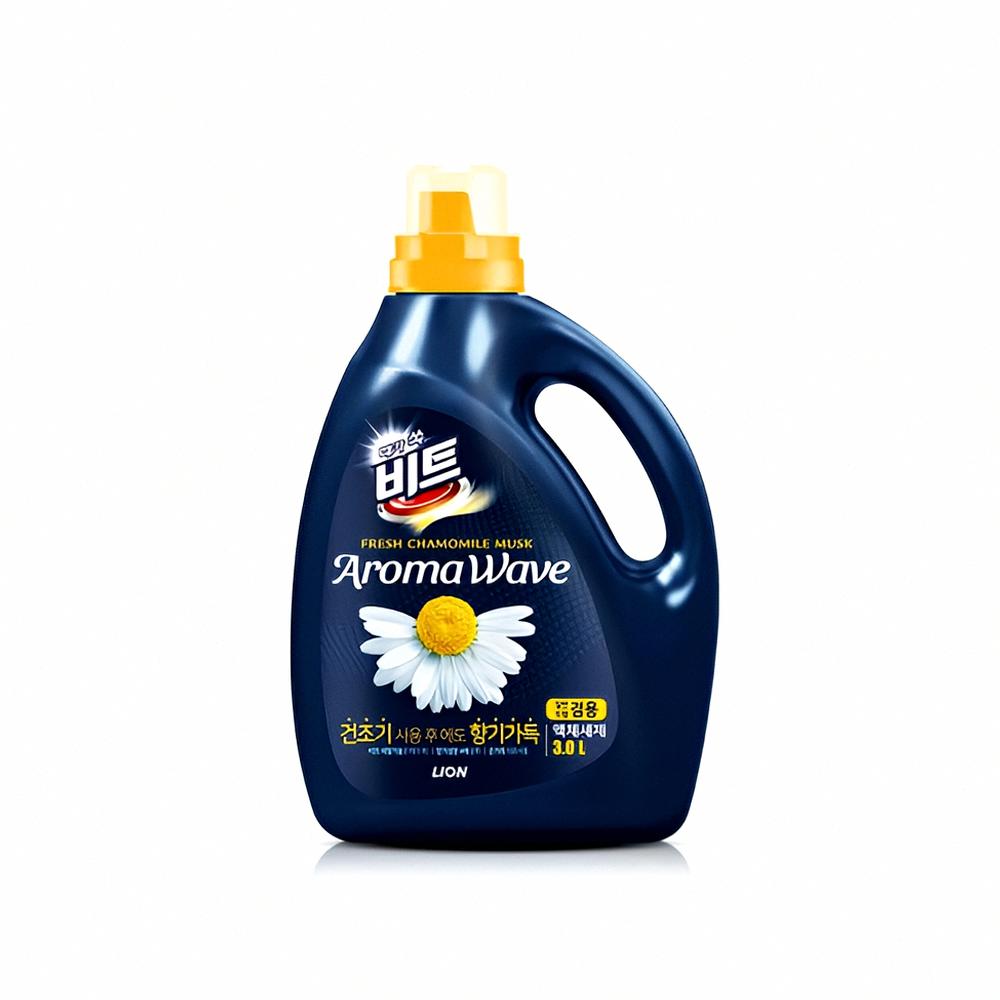 비트
FRESH CHAMOMILE MUSK
Aroma Wave
건조기 사용 후에도 향기가득
겸용
액체세제
3.0 L
LION